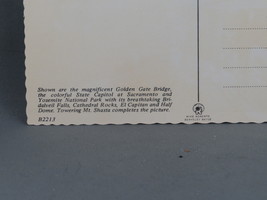 Shown are the magnificent Golden Gate Bridge,
the colorful State Capitol at Sacramento and
Yosemite National Park with its breathtaking Bri-
dalveil Falls, Cathedral Rocks, El Capitan and Half
Dome. Towering Mt. Shasta completes the picture.
B2213